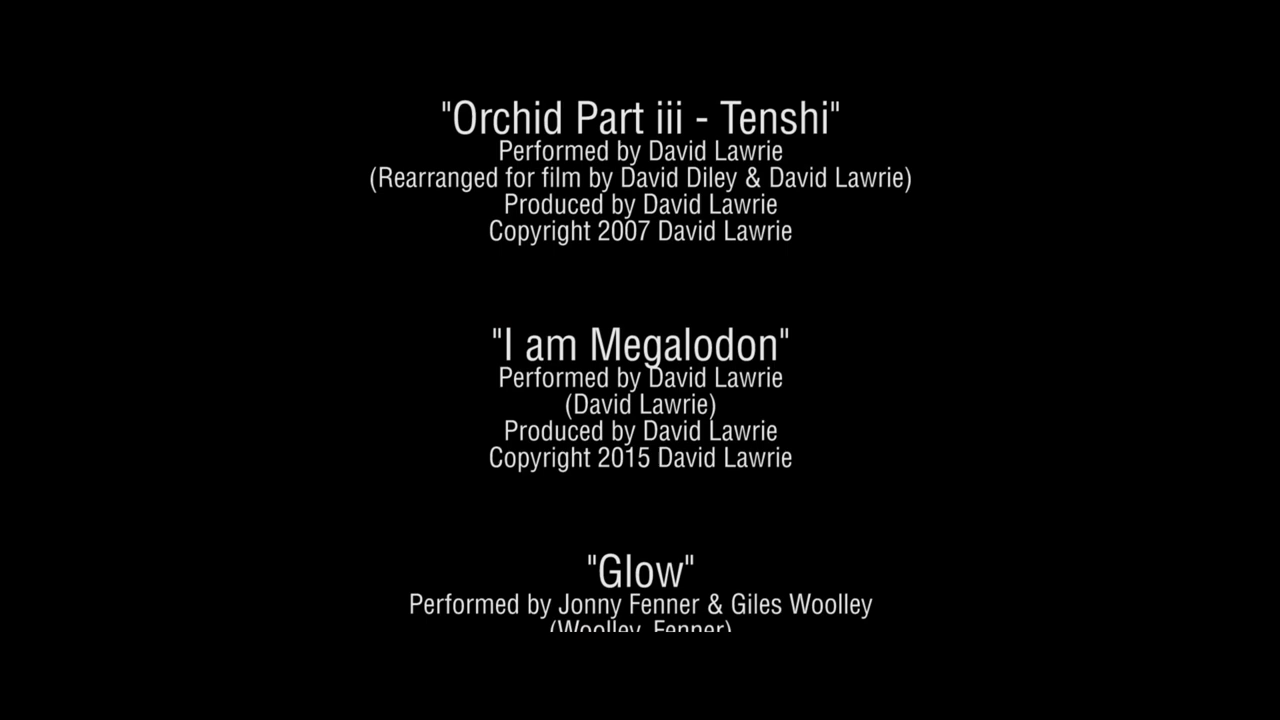 "Orchid Part iii - Tenshi"
Performed by David Lawrie
(Rearranged for film by David Diley & David Lawrie)
Produced by David Lawrie
Copyright 2007 David Lawrie
"I am Megalodon"
Performed by David Lawrie
(David Lawrie)
Produced by David Lawrie
Copyright 2015 David Lawrie
"Glow"
Performed by Jonny Fenner & Giles Woolley
(Woolley, Fenner)